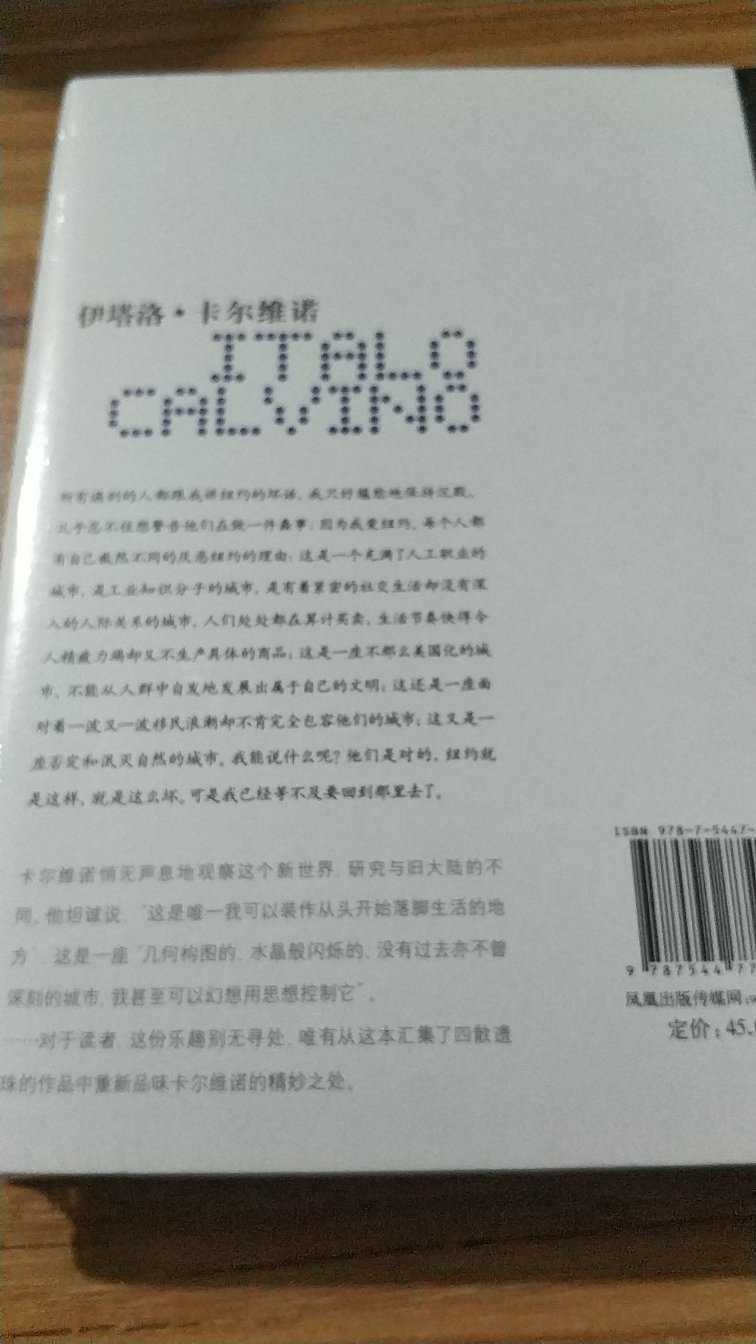 伊塔洛·卡尔维诺
ITALO
CALVINO
所有遇到的人都跟我讲纽约的坏话，我只好尴尬地保持沉默、
几乎忍不住想警告他们在做一件蠢事：因为我爱纽约。每个人都
有自己截然不同的厌恶纽约的理由：这是一个充满了人工职业的
城市，是工业知识分子的城市，是有着紧密的社交生活却没有深
入的人际关系的城市，人们处处都在算计买卖，生活节奏快得令
人精疲力竭却又不生产具体的商品；这是一座不那么美国化的城
市，不能从人群中自发地发展出属于自己的文明；这还是一座面
对着一波又一波移民浪潮却不肯完全包容他们的城市；这又是一
座否定和泯灭自然的城市。我能说什么呢？他们是对的、纽约就
是这样、就是这么坏。可是我已经等不及要回到那里去了。
卡尔维诺悄无声息地观察这个新世界，研究与旧大陆的不
同。他坦诚说，“这是唯一我可以装作从头开始落脚生活的地
方”，这是一座“几何构图的，水晶般闪烁的，没有过去亦不曾
深刻的城市，我甚至可以幻想用思想控制它”。
……对于读者，这份乐趣别无寻处，唯有从这本汇集了四散遗
珠的作品中重新品味卡尔维诺的精妙之处。
ISBN 978-7-5447-
9 787544 77
凤凰出版传媒网:
定价：45.